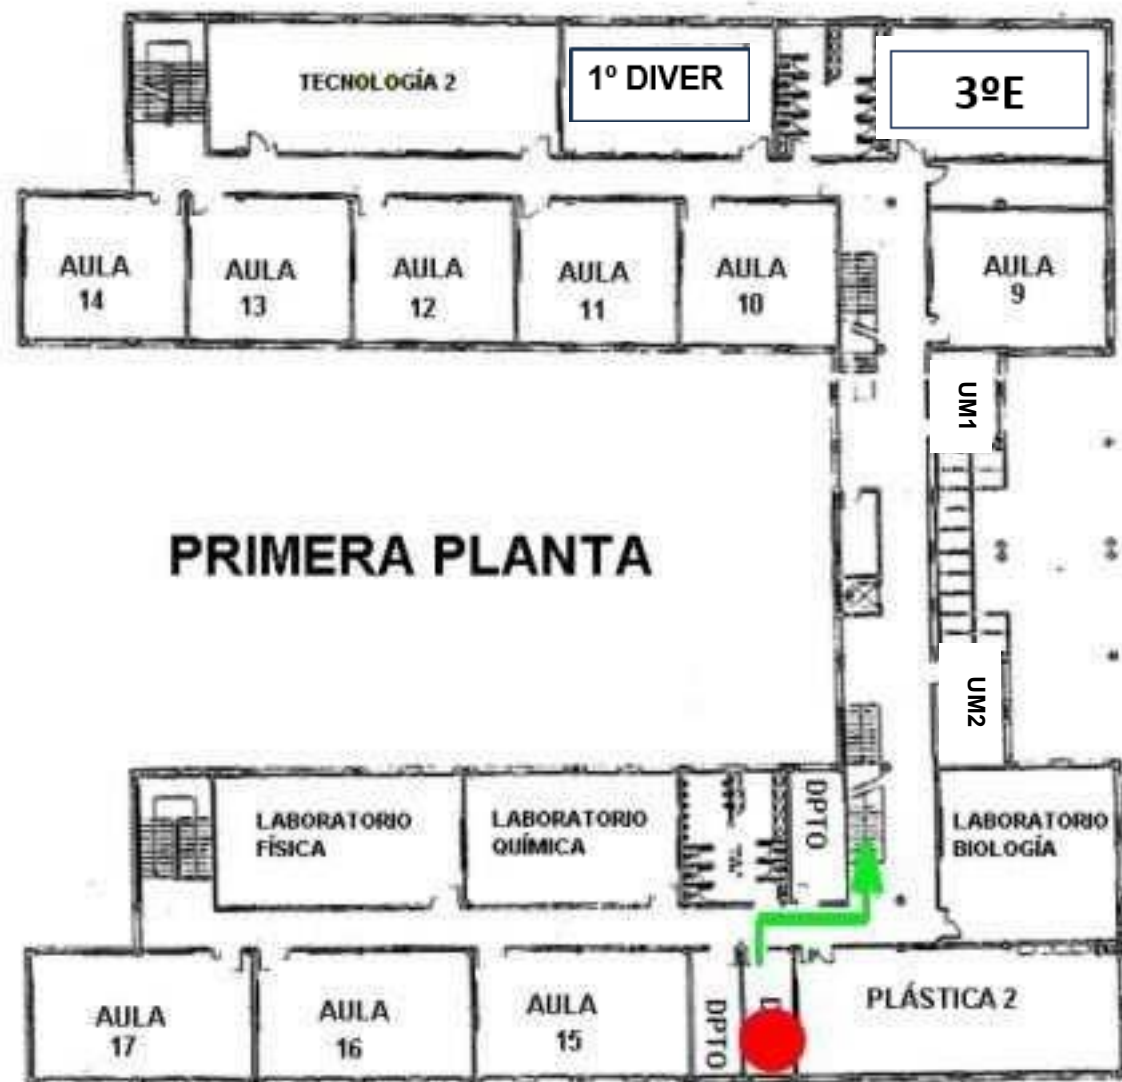 TECNOLOGÍA 2
1º DIVER
3ºE
AULA
14
AULA
13
AULA
12
AULA
11
AULA
10
AULA
9
UM1
PRIMERA PLANTA
UM2
LABORATORIO
FÍSICA
LABORATORIO
QUÍMICA
DPTO
LABORATORIO
BIOLOGÍA
AULA
17
AULA
16
AULA
15
DPTO
PLÁSTICA 2